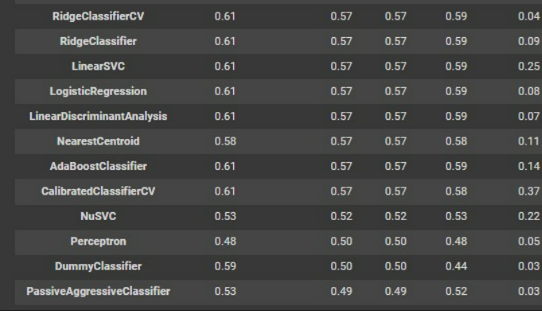 RidgeClassifierCV 0.61 0.57 0.57 0.59 0.04
RidgeClassifier 0.61 0.57 0.57 0.59 0.09
LinearSVC 0.61 0.57 0.57 0.59 0.25
LogisticRegression 0.61 0.57 0.57 0.59 0.08
LinearDiscriminantAnalysis 0.61 0.57 0.57 0.59 0.07
NearestCentroid 0.58 0.57 0.57 0.58 0.11
AdaBoostClassifier 0.61 0.57 0.57 0.59 0.14
CalibratedClassifierCV 0.61 0.57 0.57 0.58 0.37
NuSVC 0.53 0.52 0.52 0.53 0.22
Perceptron 0.48 0.50 0.50 0.48 0.05
DummyClassifier 0.59 0.50 0.50 0.44 0.03
PassiveAggressiveClassifier 0.53 0.49 0.49 0.52 0.03